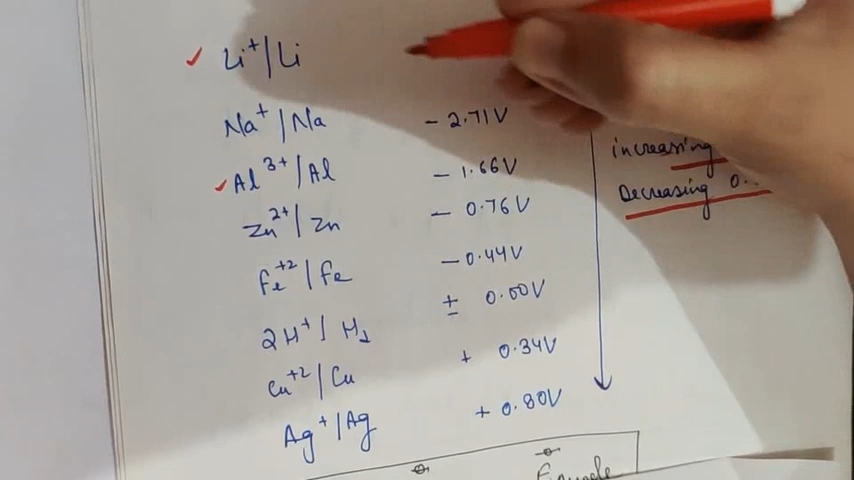 ✓ Li⁺/Li
Na⁺/Na - 2.71V
✓ Al³⁺/Al - 1.66V
Zn²⁺/Zn - 0.76V
Fe⁺²/Fe - 0.44V
2H⁺/H₂ ± 0.00V
Cu⁺²/Cu + 0.34V
Ag⁺/Ag + 0.80V
increasing
Decreasing O